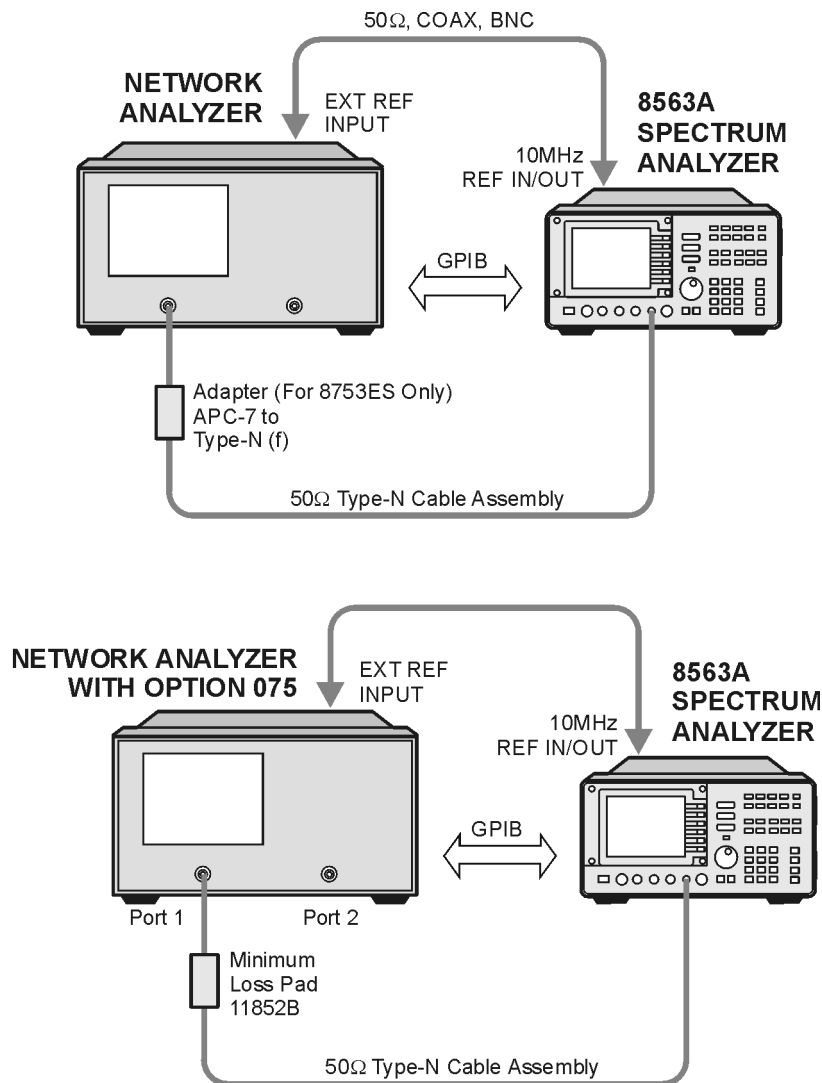 50Ω, COAX, BNC
NETWORK
ANALYZER
EXT REF
INPUT
8563A
SPECTRUM
ANALYZER
10MHz
REF IN/OUT
GPIB
Adapter (For 8753ES Only)
APC-7 to
Type-N (f)
50Ω Type-N Cable Assembly
NETWORK ANALYZER
WITH OPTION 075
EXT REF
INPUT
8563A
SPECTRUM
ANALYZER
10MHz
REF IN/OUT
GPIB
Port 1
Port 2
Minimum
Loss Pad
11852B
50Ω Type-N Cable Assembly